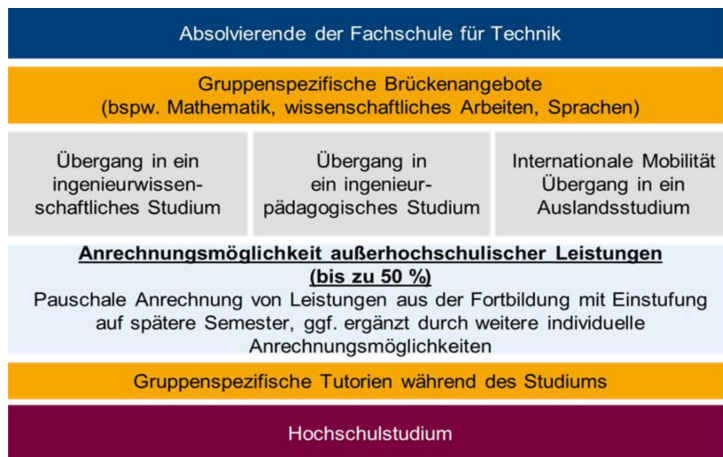 Absolvierende der Fachschule für Technik
Gruppenspezifische Brückenangebote
(bspw. Mathematik, wissenschaftliches Arbeiten, Sprachen)
Übergang in ein
ingenieurwissen-
schaftliches Studium
Übergang in
ein ingenieur-
pädagogisches Studium
Internationale Mobilität
Übergang in ein
Auslandsstudium
Anrechnungsmöglichkeit außerhochschulischer Leistungen
(bis zu 50 %)
Pauschale Anrechnung von Leistungen aus der Fortbildung mit Einstufung
auf spätere Semester, ggf. ergänzt durch weitere individuelle
Anrechnungsmöglichkeiten
Gruppenspezifische Tutorien während des Studiums
Hochschulstudium